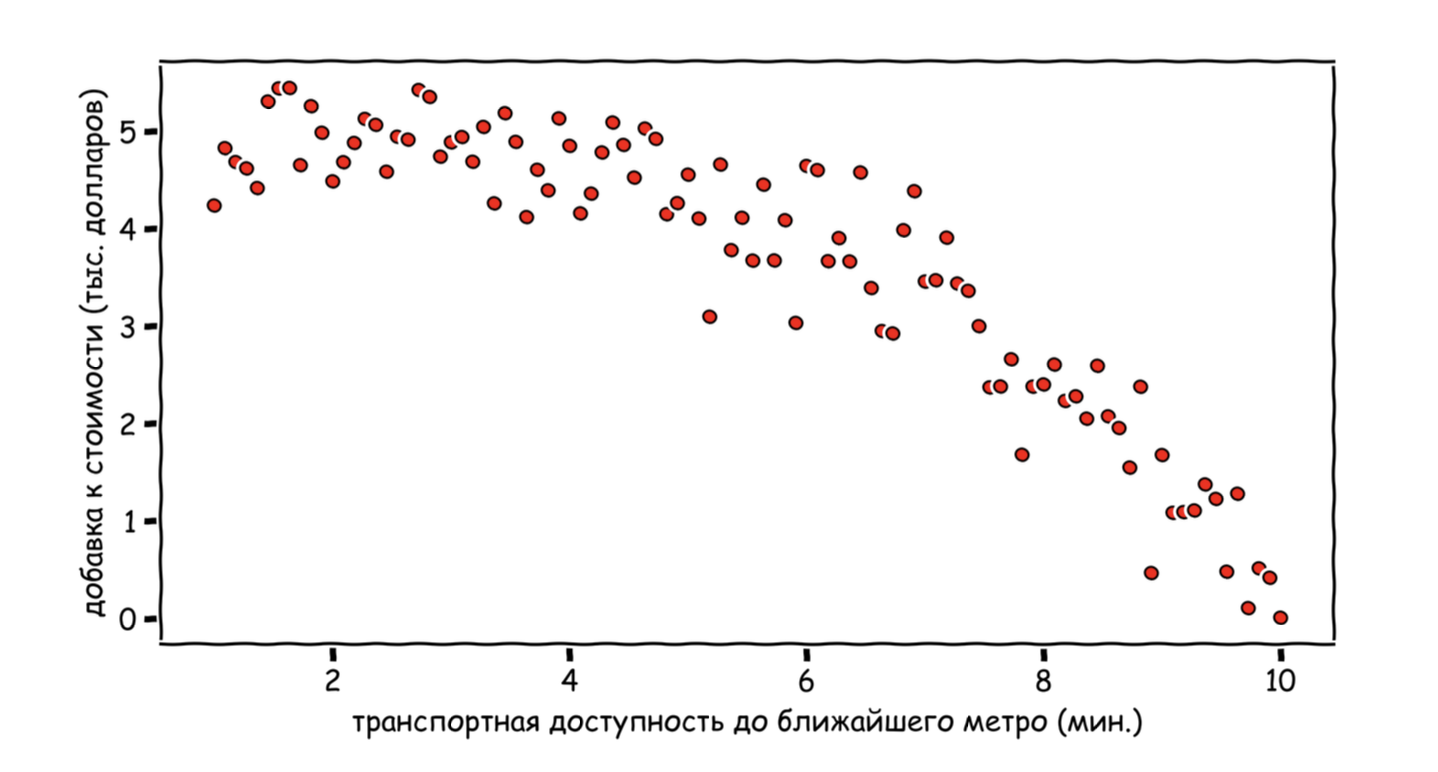 добавка к стоимости (тыс. долларов)
5
4
3
2
1
0
2 4 6 8 10
транспортная доступность до ближайшего метро (мин.)